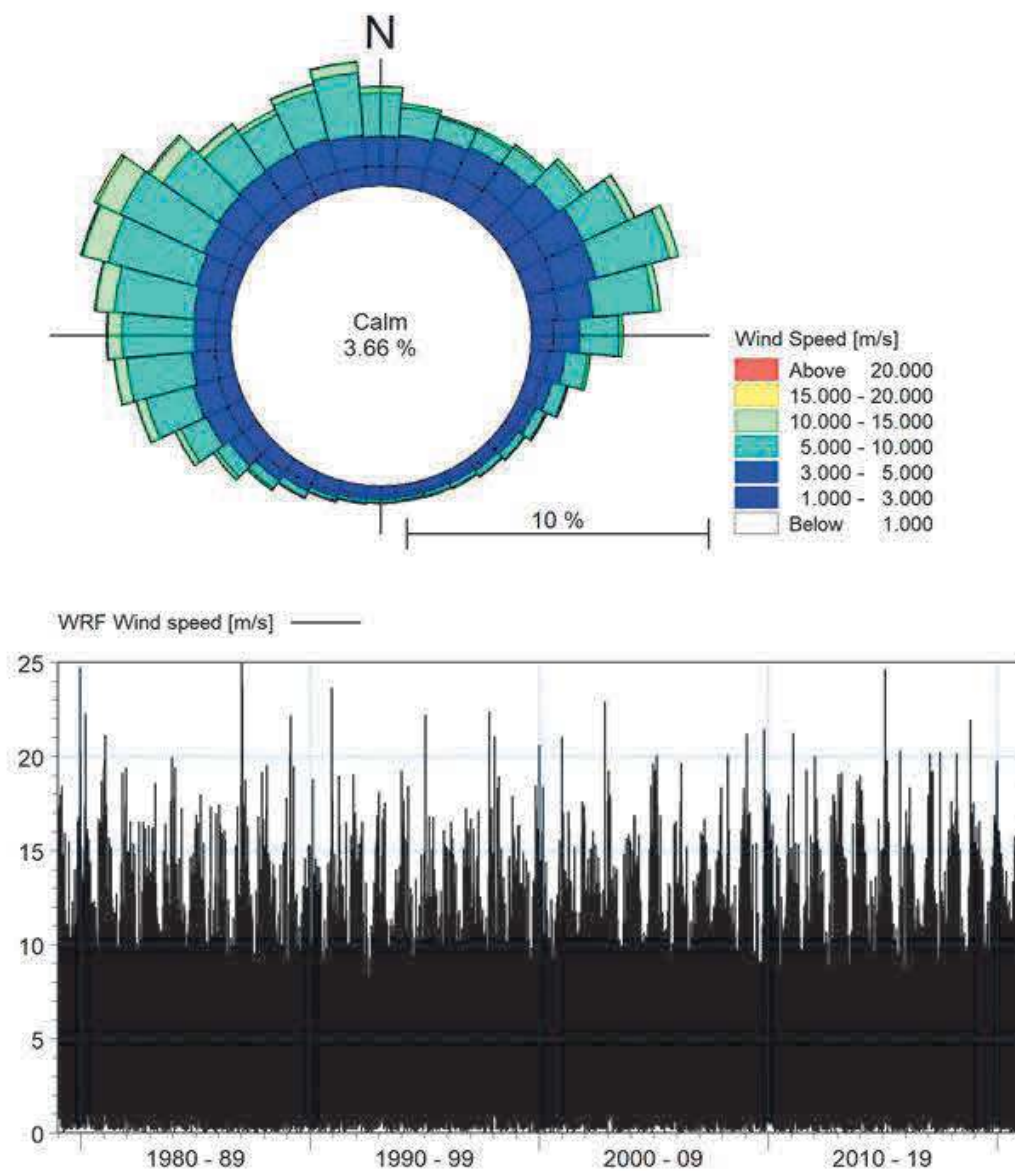 N
Calm
3.66 %
10 %
Wind Speed [m/s]
Above 20.000
15.000 - 20.000
10.000 - 15.000
5.000 - 10.000
3.000 - 5.000
1.000 - 3.000
Below 1.000
WRF Wind speed [m/s]
25
20
15
10
5
0
1980 - 89 1990 - 99 2000 - 09 2010 - 19